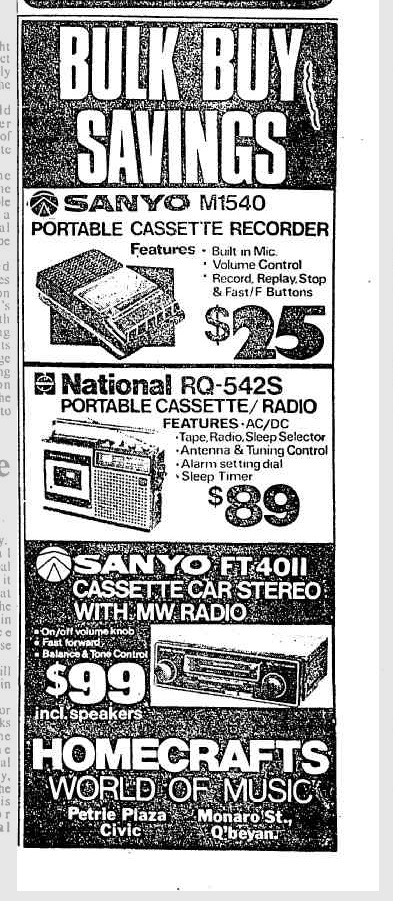 BULK BUY
SAVINGS
SANYO M1540
PORTABLE CASSETTE RECORDER
Features • Built in Mic.
• Volume Control
• Record, Replay, Stop
& Fast/F Buttons
$25
National RQ-542S
PORTABLE CASSETTE/RADIO
FEATURES • AC/DC
• Tape, Radio, Sleep Selector
• Antenna & Tuning Control
• Alarm setting dial
• Sleep Timer
$89
SANYO FT4011
CASSETTE CAR STEREO
WITH MW RADIO
• On/off volume knob
• Fast forward
• Balance & Tone Control
$99
incl. speakers
HOMECRAFTS
WORLD OF MUSIC
Petrie Plaza
Civic
Monaro St.,
Q'beyan.